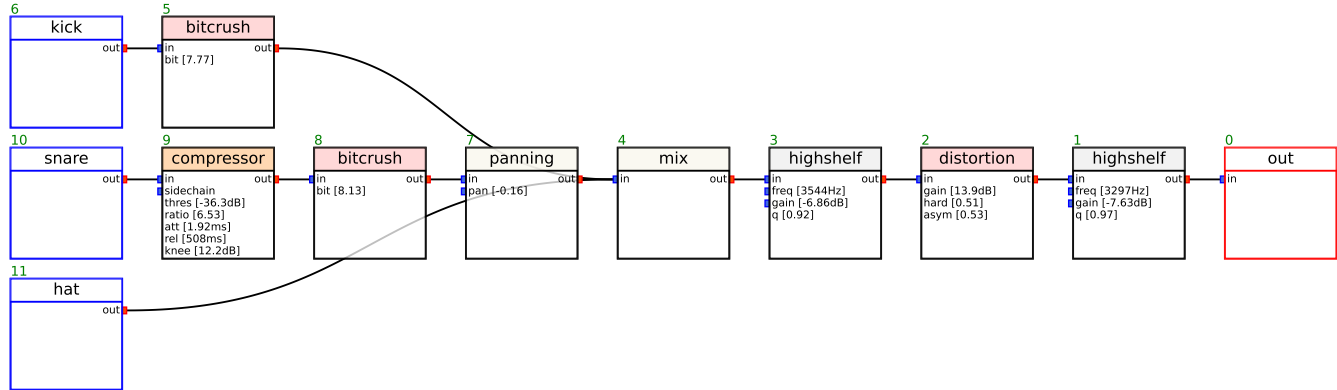 6
kick
out
5
bitcrush
in out
bit [7.77]
10
snare
out
9
compressor
in out
sidechain
thres [-36.3dB]
ratio [6.53]
att [1.92ms]
rel [508ms]
knee [12.2dB]
8
bitcrush
in out
bit [8.13]
7
panning
in out
pan [-0.16]
4
mix
in out
3
highshelf
in out
freq [3544Hz]
gain [-6.86dB]
q [0.92]
2
distortion
in out
gain [13.9dB]
hard [0.51]
asym [0.53]
1
highshelf
in out
freq [3297Hz]
gain [-7.63dB]
q [0.97]
0
out
in
11
hat
out